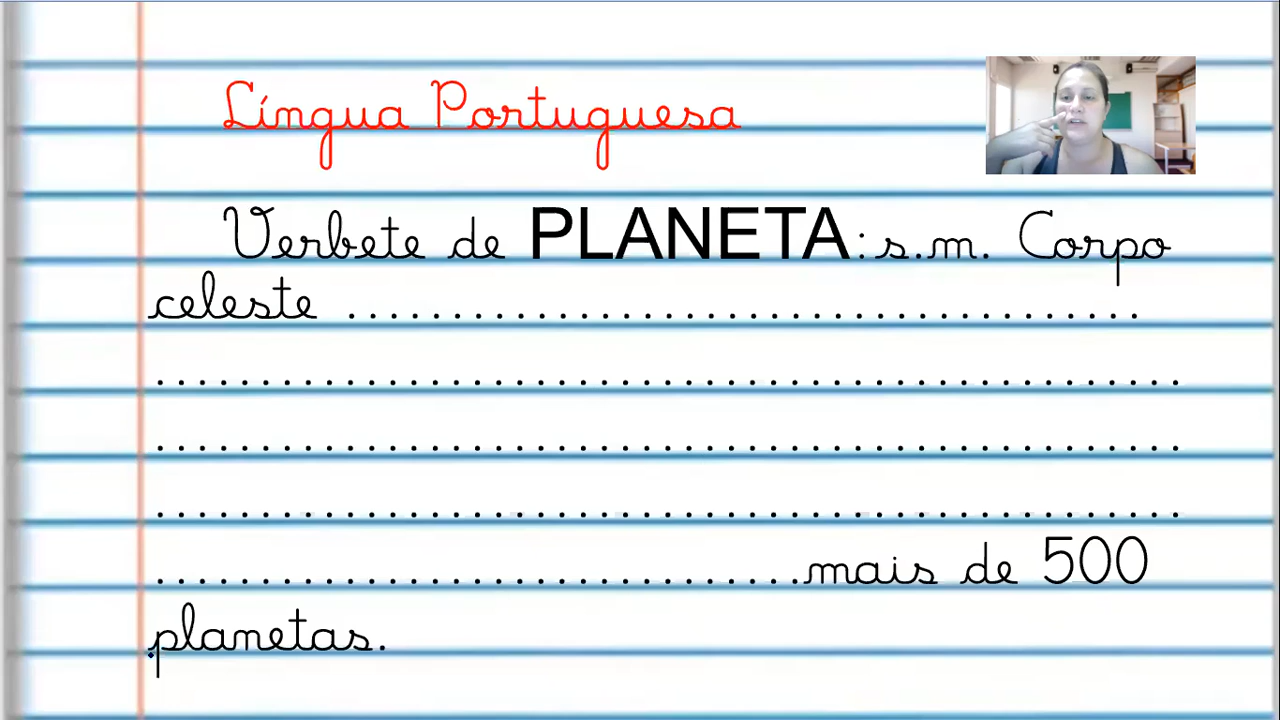 Língua Portuguesa
Verbete de PLANETA: s.m. Corpo
celeste ......................................
.................................................
.................................................
.................................................
...............................mais de 500
planetas.